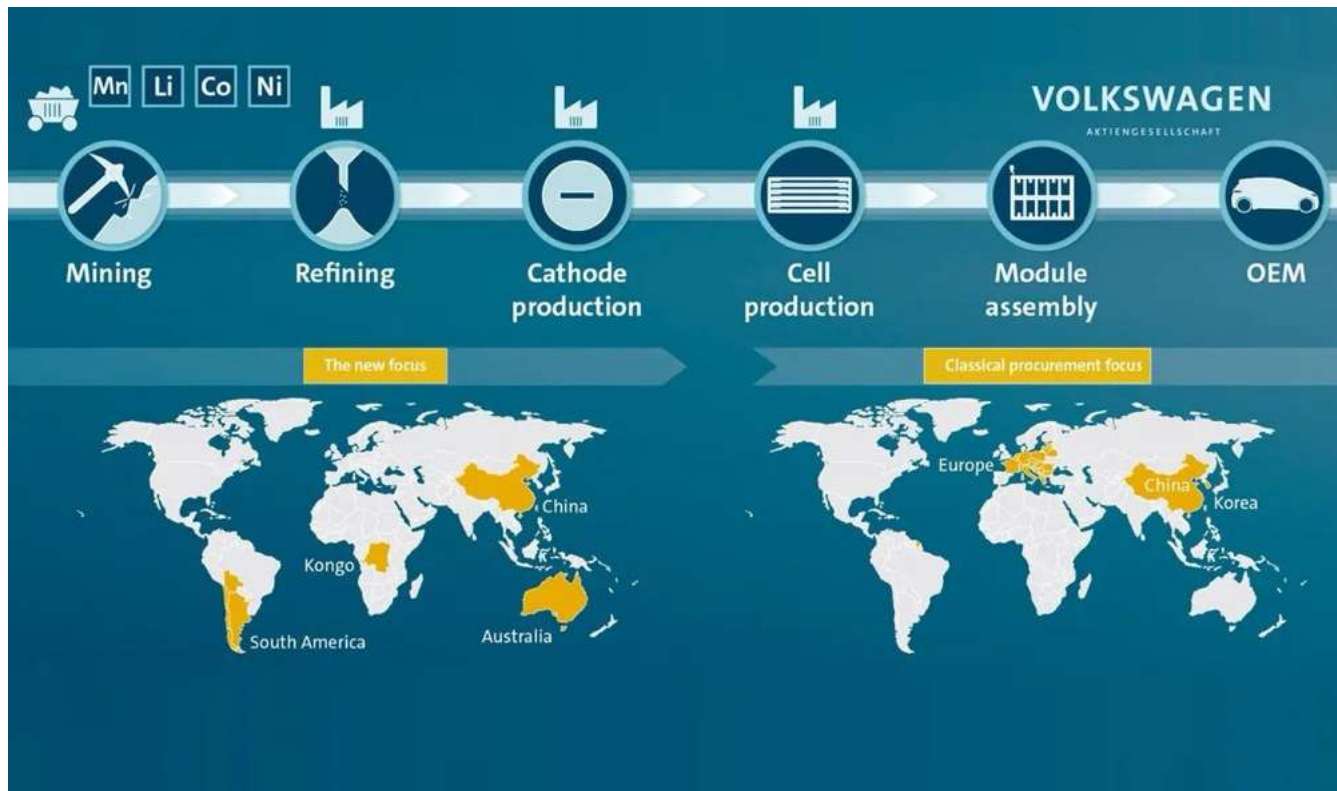 Mn Li Co Ni
VOLKSWAGEN
AKTIENGESELLSCHAFT
Mining
Refining
Cathode
production
Cell
production
Module
assembly
OEM
The new focus
Classical procurement focus
China
Kongo
South America
Australia
Europe
China
Korea